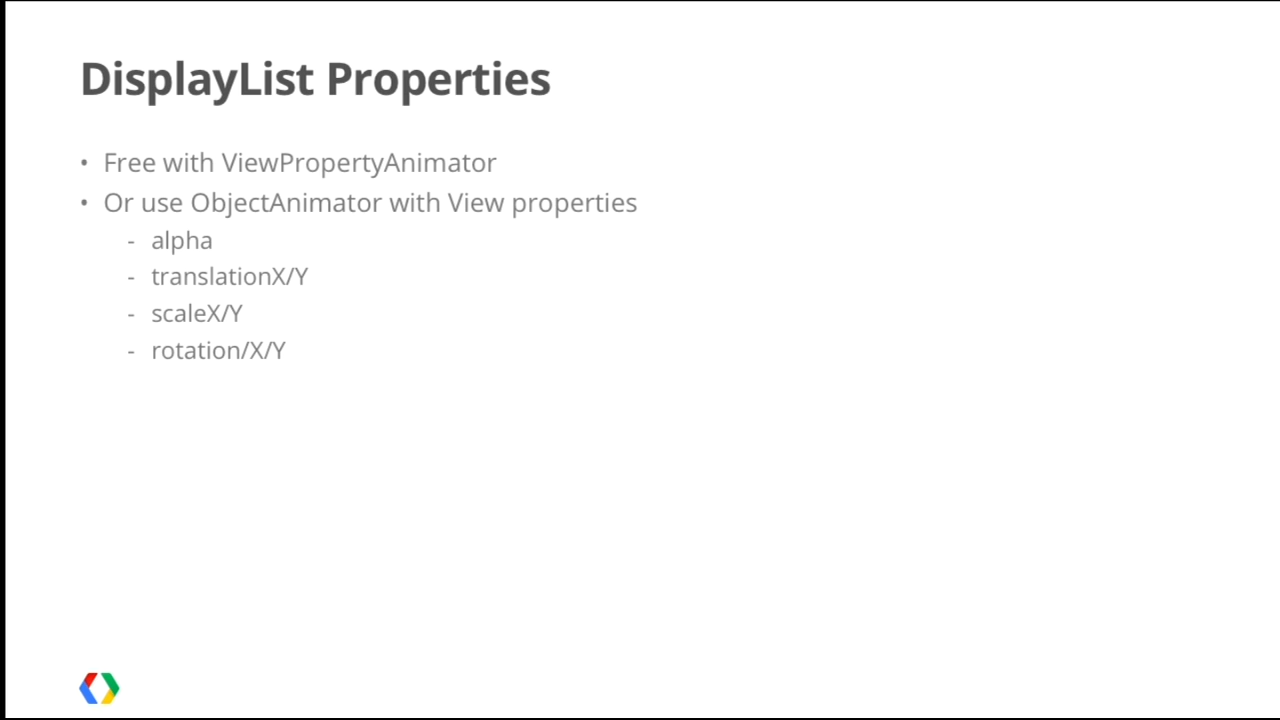 DisplayList Properties
• Free with ViewPropertyAnimator
• Or use ObjectAnimator with View properties
- alpha
- translationX/Y
- scaleX/Y
- rotation/X/Y